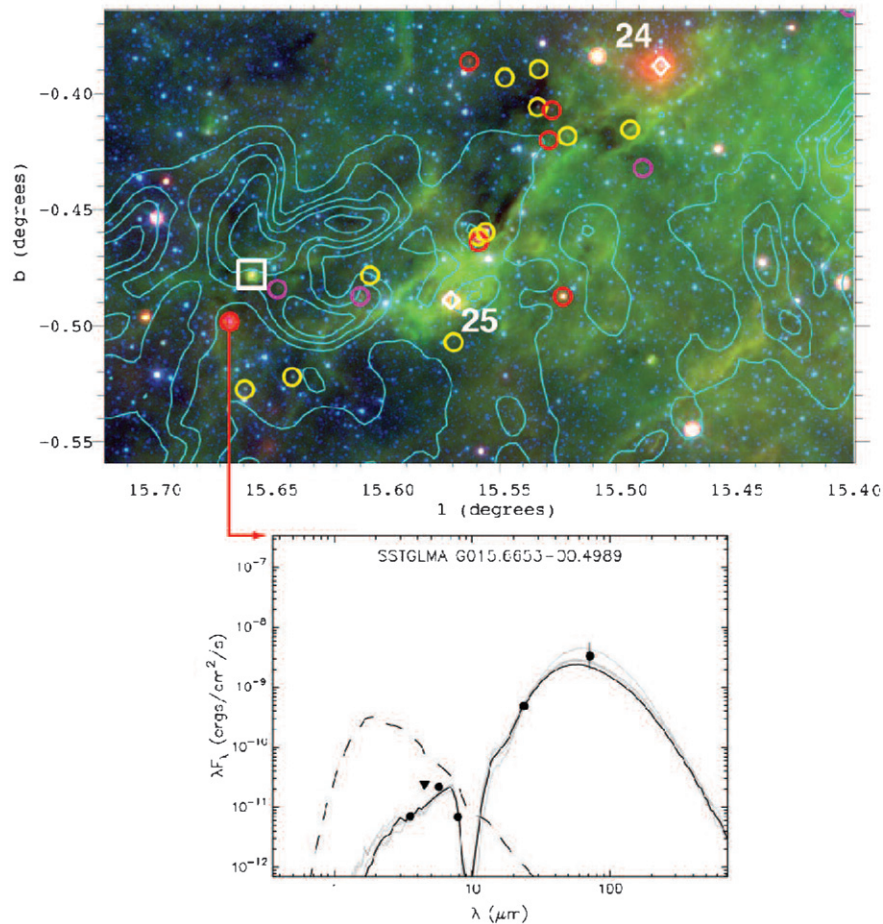 24
-0.40
-0.45
-0.50
-0.55
b (degrees)
25
15.70 15.65 15.60 15.55 15.50 15.45 15.40
l (degrees)
SSTGLMA G015.6653-00.4989
10⁻⁷
10⁻⁸
10⁻⁹
10⁻¹⁰
10⁻¹¹
10⁻¹²
λF_λ (ergs/cm²/s)
1 10 100
λ (μm)